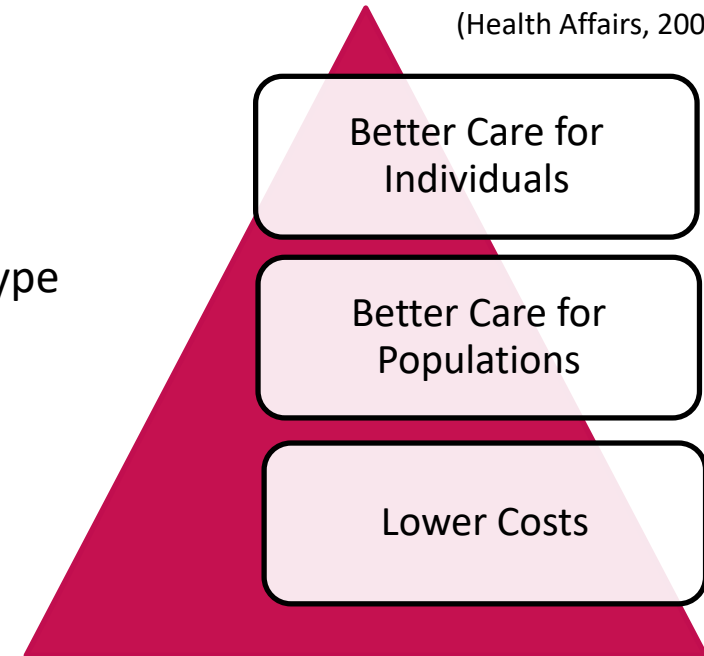 (Health Affairs, 200
Better Care for
Individuals
ype
Better Care for
Populations
Lower Costs